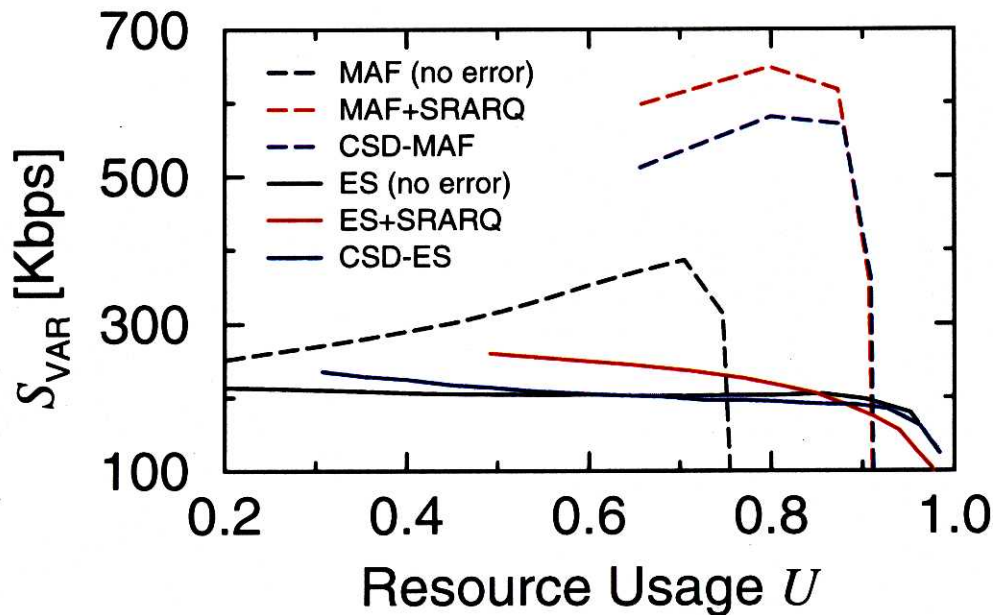 700
500
300
100
S VAR [Kbps]
MAF (no error)
MAF+SRARQ
CSD-MAF
ES (no error)
ES+SRARQ
CSD-ES
0.2 0.4 0.6 0.8 1.0
Resource Usage U